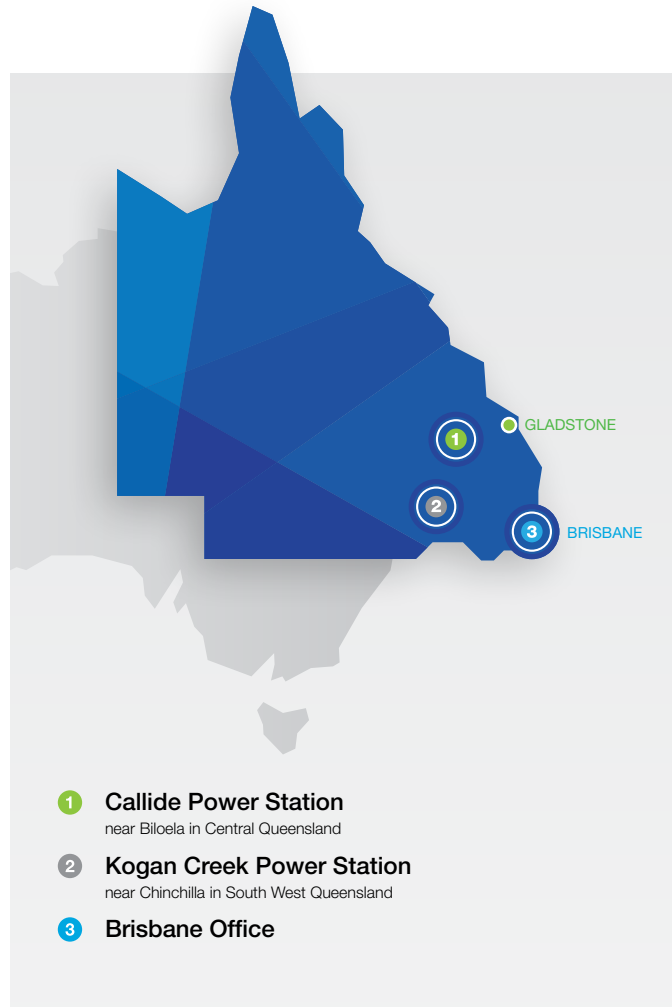 1 GLADSTONE
2
3 BRISBANE
1 Callide Power Station
near Biloela in Central Queensland
2 Kogan Creek Power Station
near Chinchilla in South West Queensland
3 Brisbane Office